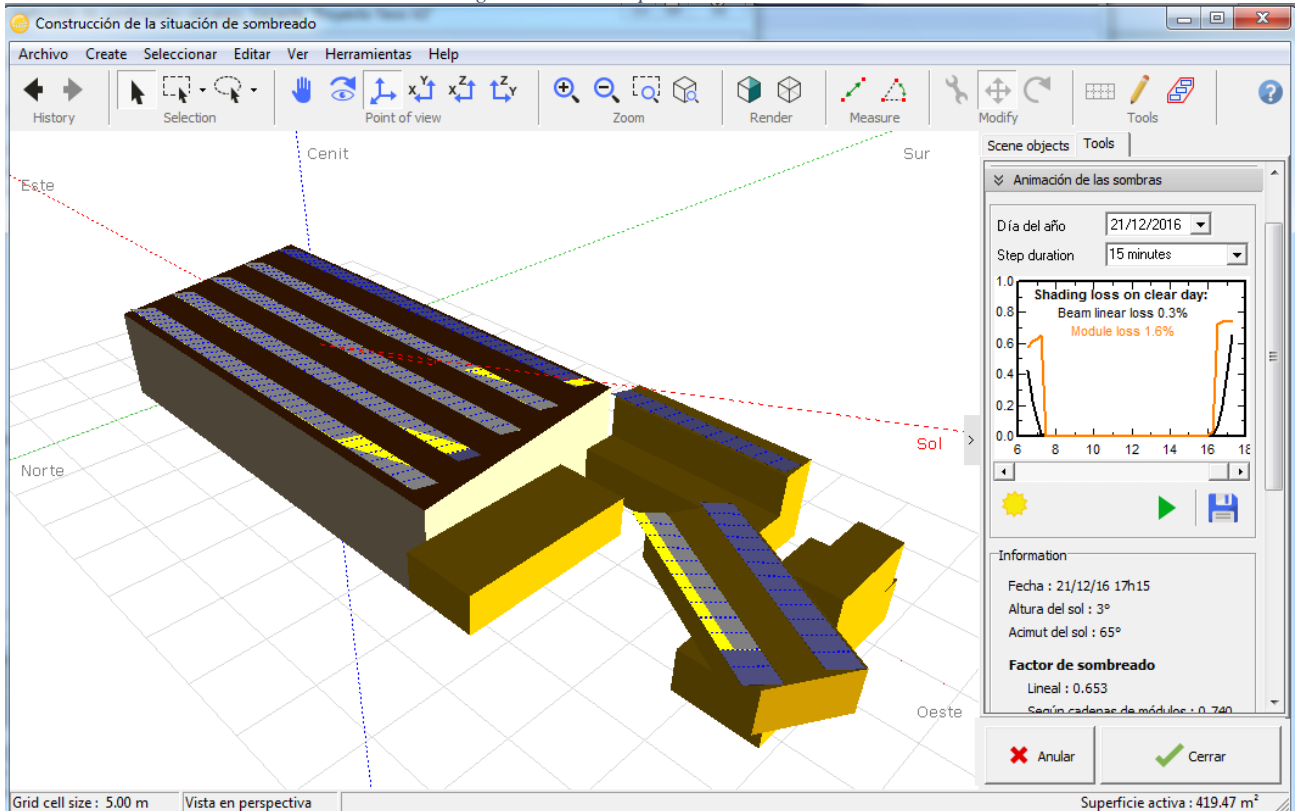 Construcción de la situación de sombreado
Archivo Create Seleccionar Editar Ver Herramientas Help
History Selection Point of view Zoom Render Measure Modify Tools
Scene objects Tools
Cenit
Sur
Este
Norte
Sol
Oeste
Animación de las sombras
Día del año 21/12/2016
Step duration 15 minutes
Shading loss on clear day:
Beam linear loss 0.3%
Module loss 1.6%
1.0
0.8
0.6
0.4
0.2
0.0
6 8 10 12 14 16 18
Information
Fecha : 21/12/16 17h15
Altura del sol : 3°
Acimut del sol : 65°
Factor de sombreado
Lineal : 0.653
Según cadenas de módulos : 0.740
Anular Cerrar
Grid cell size : 5.00 m Vista en perspectiva Superficie activa : 419.47 m²